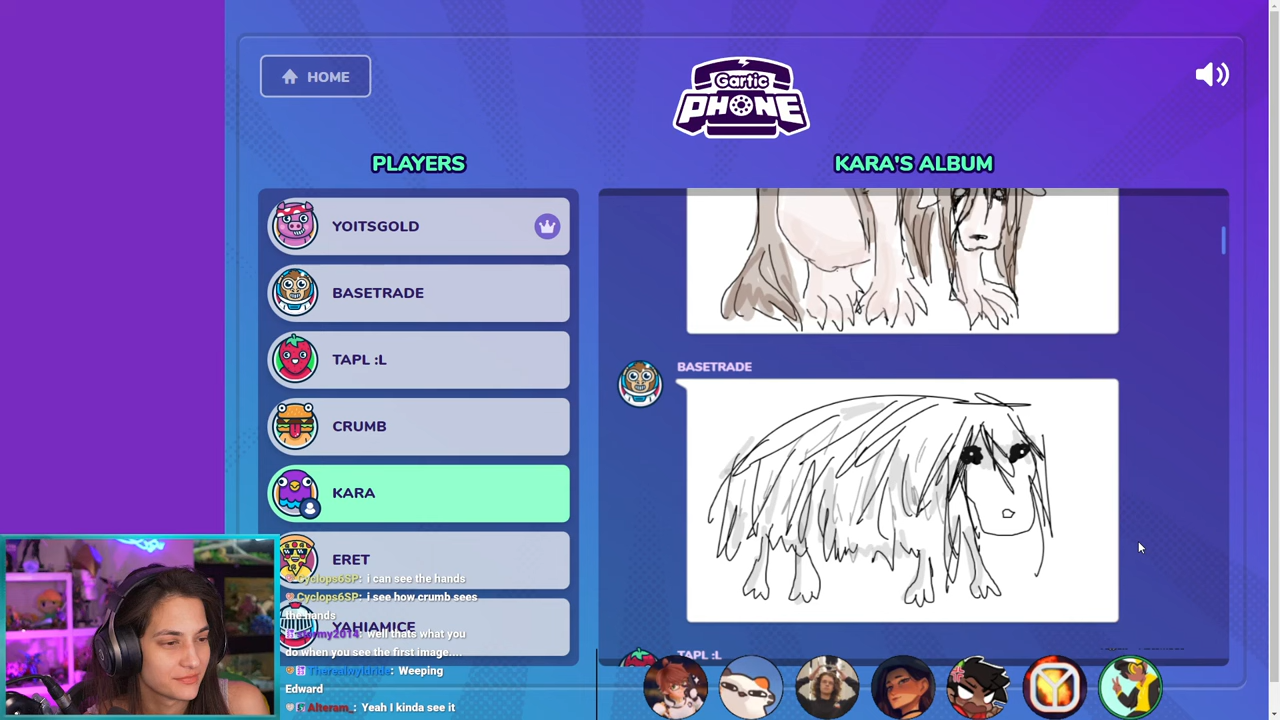 HOME
Gartic
PHONE
PLAYERS
KARA'S ALBUM
YOITSGOLD
BASETRADE
TAPL :L
CRUMB
KARA
ERET
YAHIAMICE
BASETRADE
TAPL :L
Cyclops6SP: i can see the hands
Cyclops6SP: i see how crumb sees
the hands
well thats what you
do when you see the first image....
Therealwyldride: Weeping
Edward
Alteram_: Yeah I kinda see it